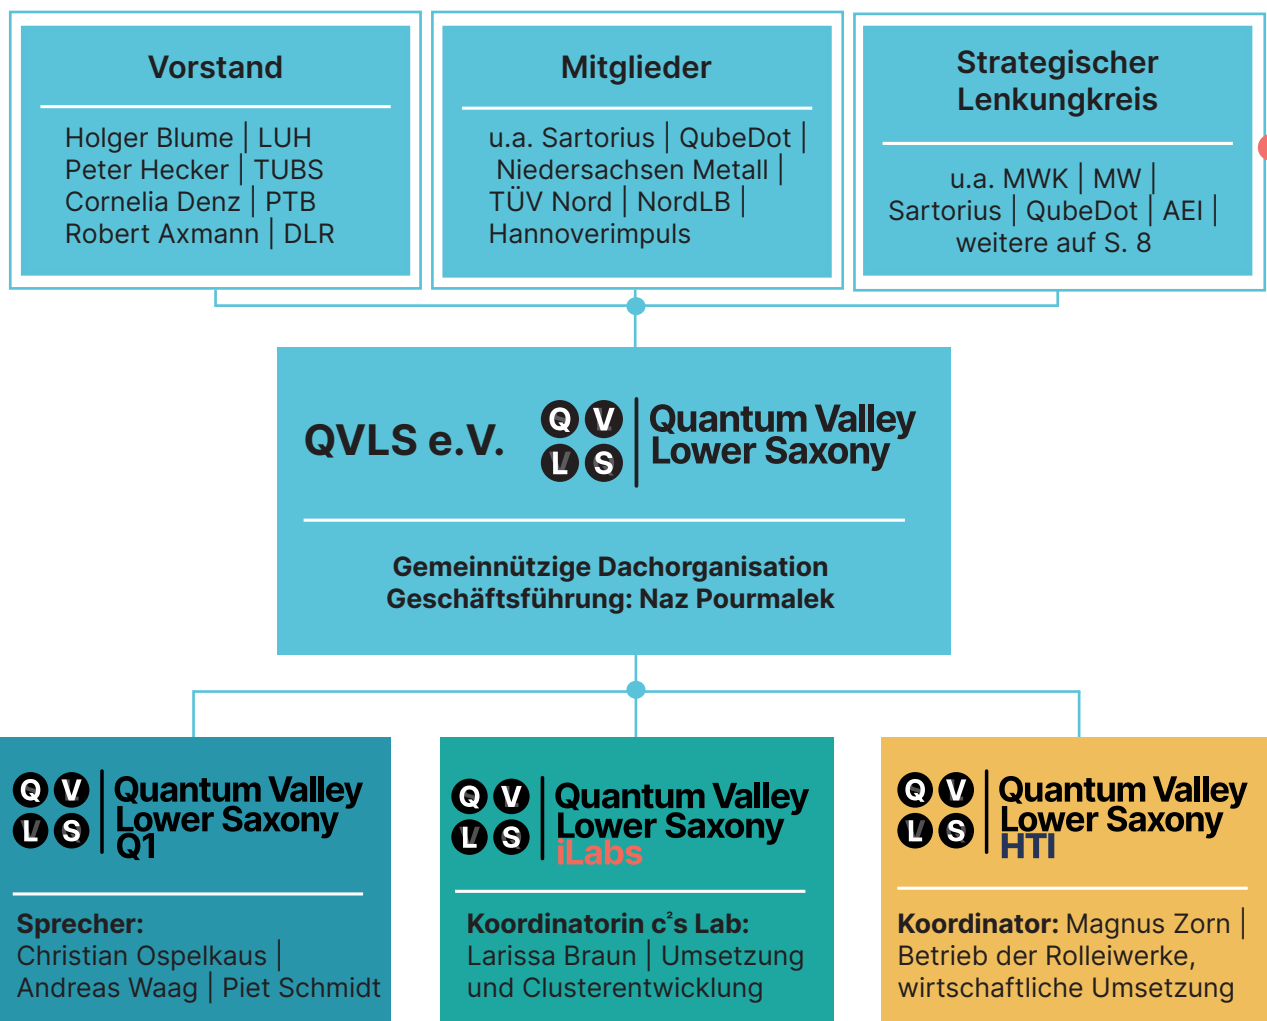 Vorstand
Holger Blume | LUH
Peter Hecker | TUBS
Cornelia Denz | PTB
Robert Axmann | DLR
Mitglieder
u.a. Sartorius | QubeDot |
Niedersachsen Metall |
TÜV Nord | NordLB |
Hannoverimpuls
Strategischer
Lenkungkreis
u.a. MWK | MW |
Sartorius | QubeDot | AEI |
weitere auf S. 8
QVLS e.V.
Q V
L S
Quantum Valley
Lower Saxony
Gemeinnützige Dachorganisation
Geschäftsführung: Naz Pourmalek
Q V
L S
Quantum Valley
Lower Saxony
Q1
Sprecher:
Christian Ospelkaus |
Andreas Waag | Piet Schmidt
Q V
L S
Quantum Valley
Lower Saxony
iLabs
Koordinatorin c²s Lab:
Larissa Braun | Umsetzung
und Clusterentwicklung
Q V
L S
Quantum Valley
Lower Saxony
HTI
Koordinator: Magnus Zorn |
Betrieb der Rolleiwerke,
wirtschaftliche Umsetzung